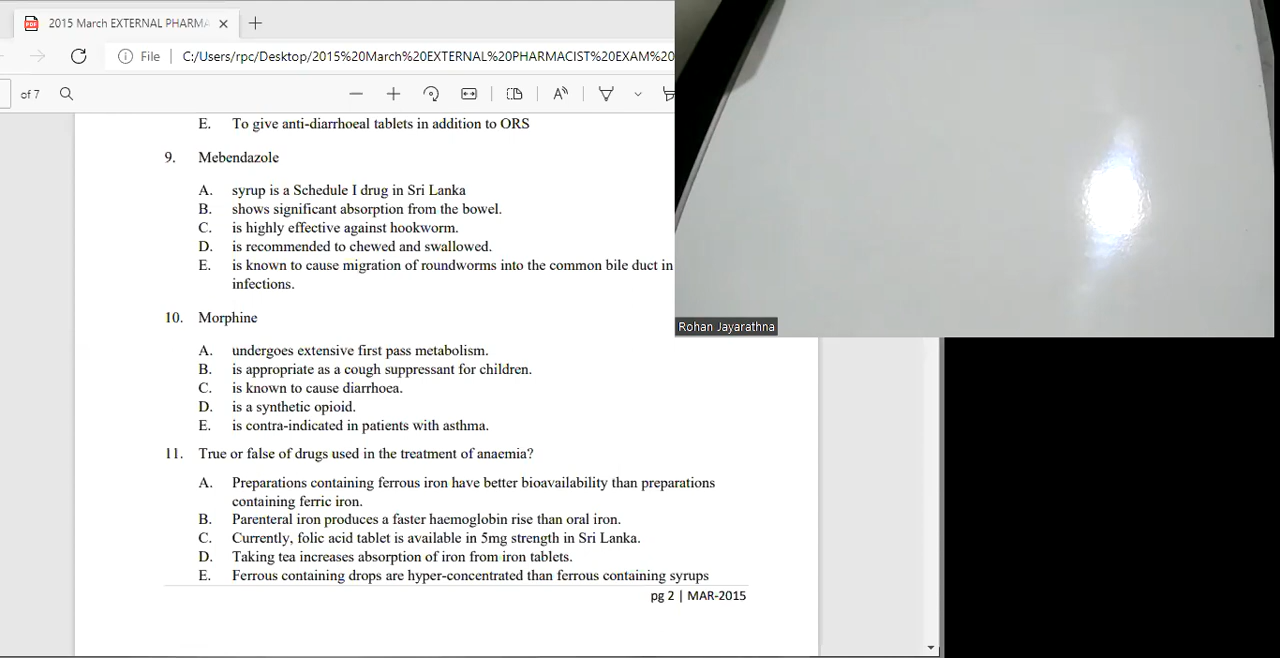 2015 March EXTERNAL PHARMA
File
C:/Users/rpc/Desktop/2015%20March%20EXTERNAL%20PHARMACIST%20EXAM%20
of 7
E. To give anti-diarrhoeal tablets in addition to ORS
9. Mebendazole
A. syrup is a Schedule I drug in Sri Lanka
B. shows significant absorption from the bowel.
C. is highly effective against hookworm.
D. is recommended to chewed and swallowed.
E. is known to cause migration of roundworms into the common bile duct in
infections.
Rohan Jayarathna
10. Morphine
A. undergoes extensive first pass metabolism.
B. is appropriate as a cough suppressant for children.
C. is known to cause diarrhoea.
D. is a synthetic opioid.
E. is contra-indicated in patients with asthma.
11. True or false of drugs used in the treatment of anaemia?
A. Preparations containing ferrous iron have better bioavailability than preparations
containing ferric iron.
B. Parenteral iron produces a faster haemoglobin rise than oral iron.
C. Currently, folic acid tablet is available in 5mg strength in Sri Lanka.
D. Taking tea increases absorption of iron from iron tablets.
E. Ferrous containing drops are hyper-concentrated than ferrous containing syrups
pg 2 | MAR-2015